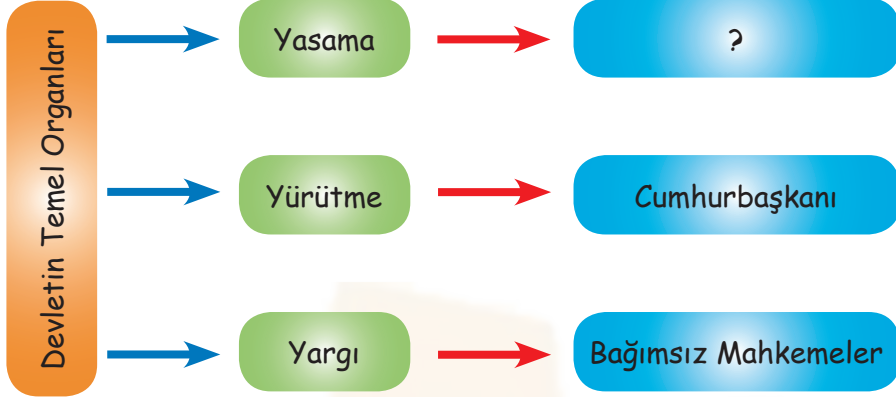 Devletin Temel Organları
Yasama
?
Yürütme
Cumhurbaşkanı
Yargı
Bağımsız Mahkemeler